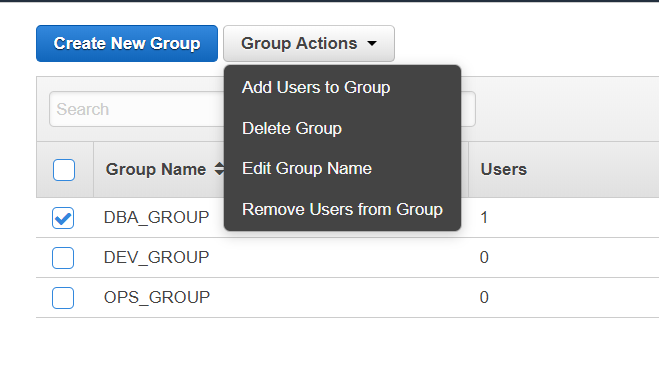 Create New Group Group Actions
Add Users to Group
Search
Delete Group
Edit Group Name
Group Name Users
Remove Users from Group
DBA_GROUP 1
DEV_GROUP 0
OPS_GROUP 0